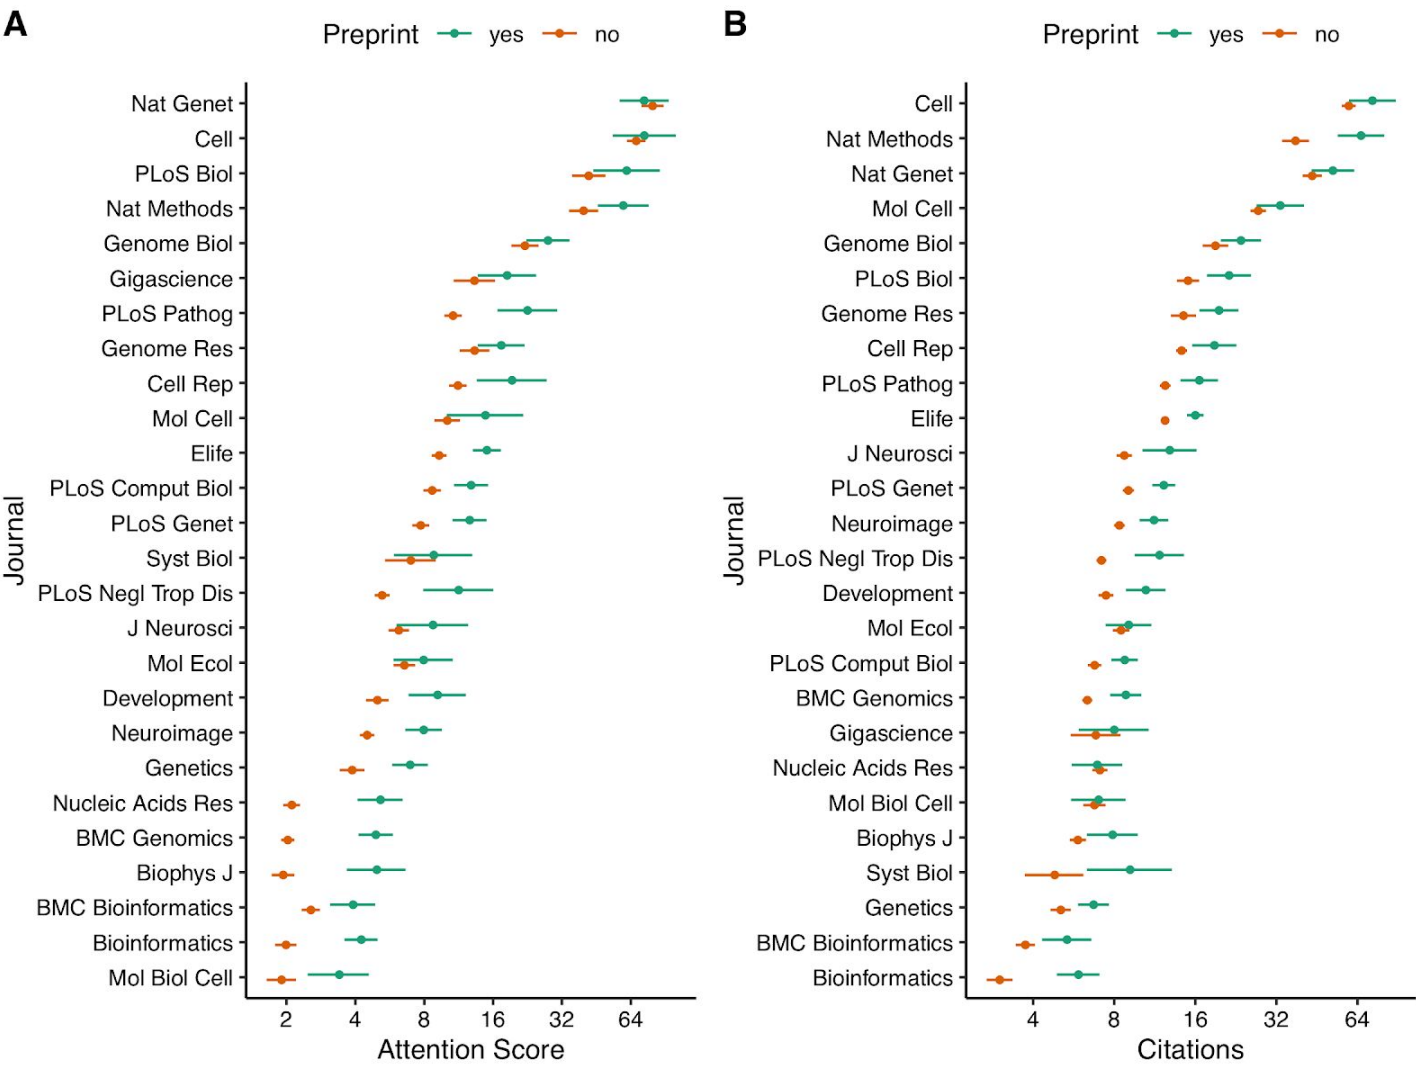 A
Preprint yes no
Nat Genet
Cell
PLoS Biol
Nat Methods
Genome Biol
Gigascience
PLoS Pathog
Genome Res
Cell Rep
Mol Cell
Elife
PLoS Comput Biol
PLoS Genet
Syst Biol
PLoS Negl Trop Dis
J Neurosci
Mol Ecol
Development
Neuroimage
Genetics
Nucleic Acids Res
BMC Genomics
Biophys J
BMC Bioinformatics
Bioinformatics
Mol Biol Cell
Journal
2 4 8 16 32 64
Attention Score
B
Preprint yes no
Cell
Nat Methods
Nat Genet
Mol Cell
Genome Biol
PLoS Biol
Genome Res
Cell Rep
PLoS Pathog
Elife
J Neurosci
PLoS Genet
Neuroimage
PLoS Negl Trop Dis
Development
Mol Ecol
PLoS Comput Biol
BMC Genomics
Gigascience
Nucleic Acids Res
Mol Biol Cell
Biophys J
Syst Biol
Genetics
BMC Bioinformatics
Bioinformatics
Journal
4 8 16 32 64
Citations